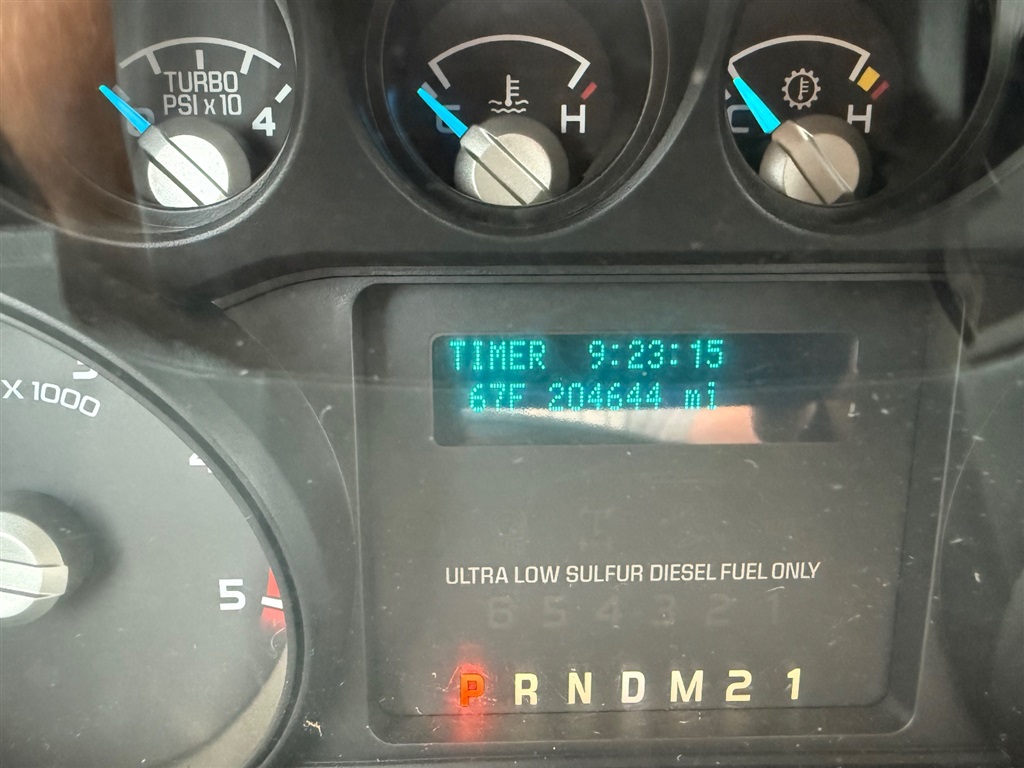 TURBO
PSI x 10
4
C
H
C
H
TIMER 9:23:15
67F 204644 mi
X 1000
5
ULTRA LOW SULFUR DIESEL FUEL ONLY
6 5 4 3 2 1
P R N D M 2 1